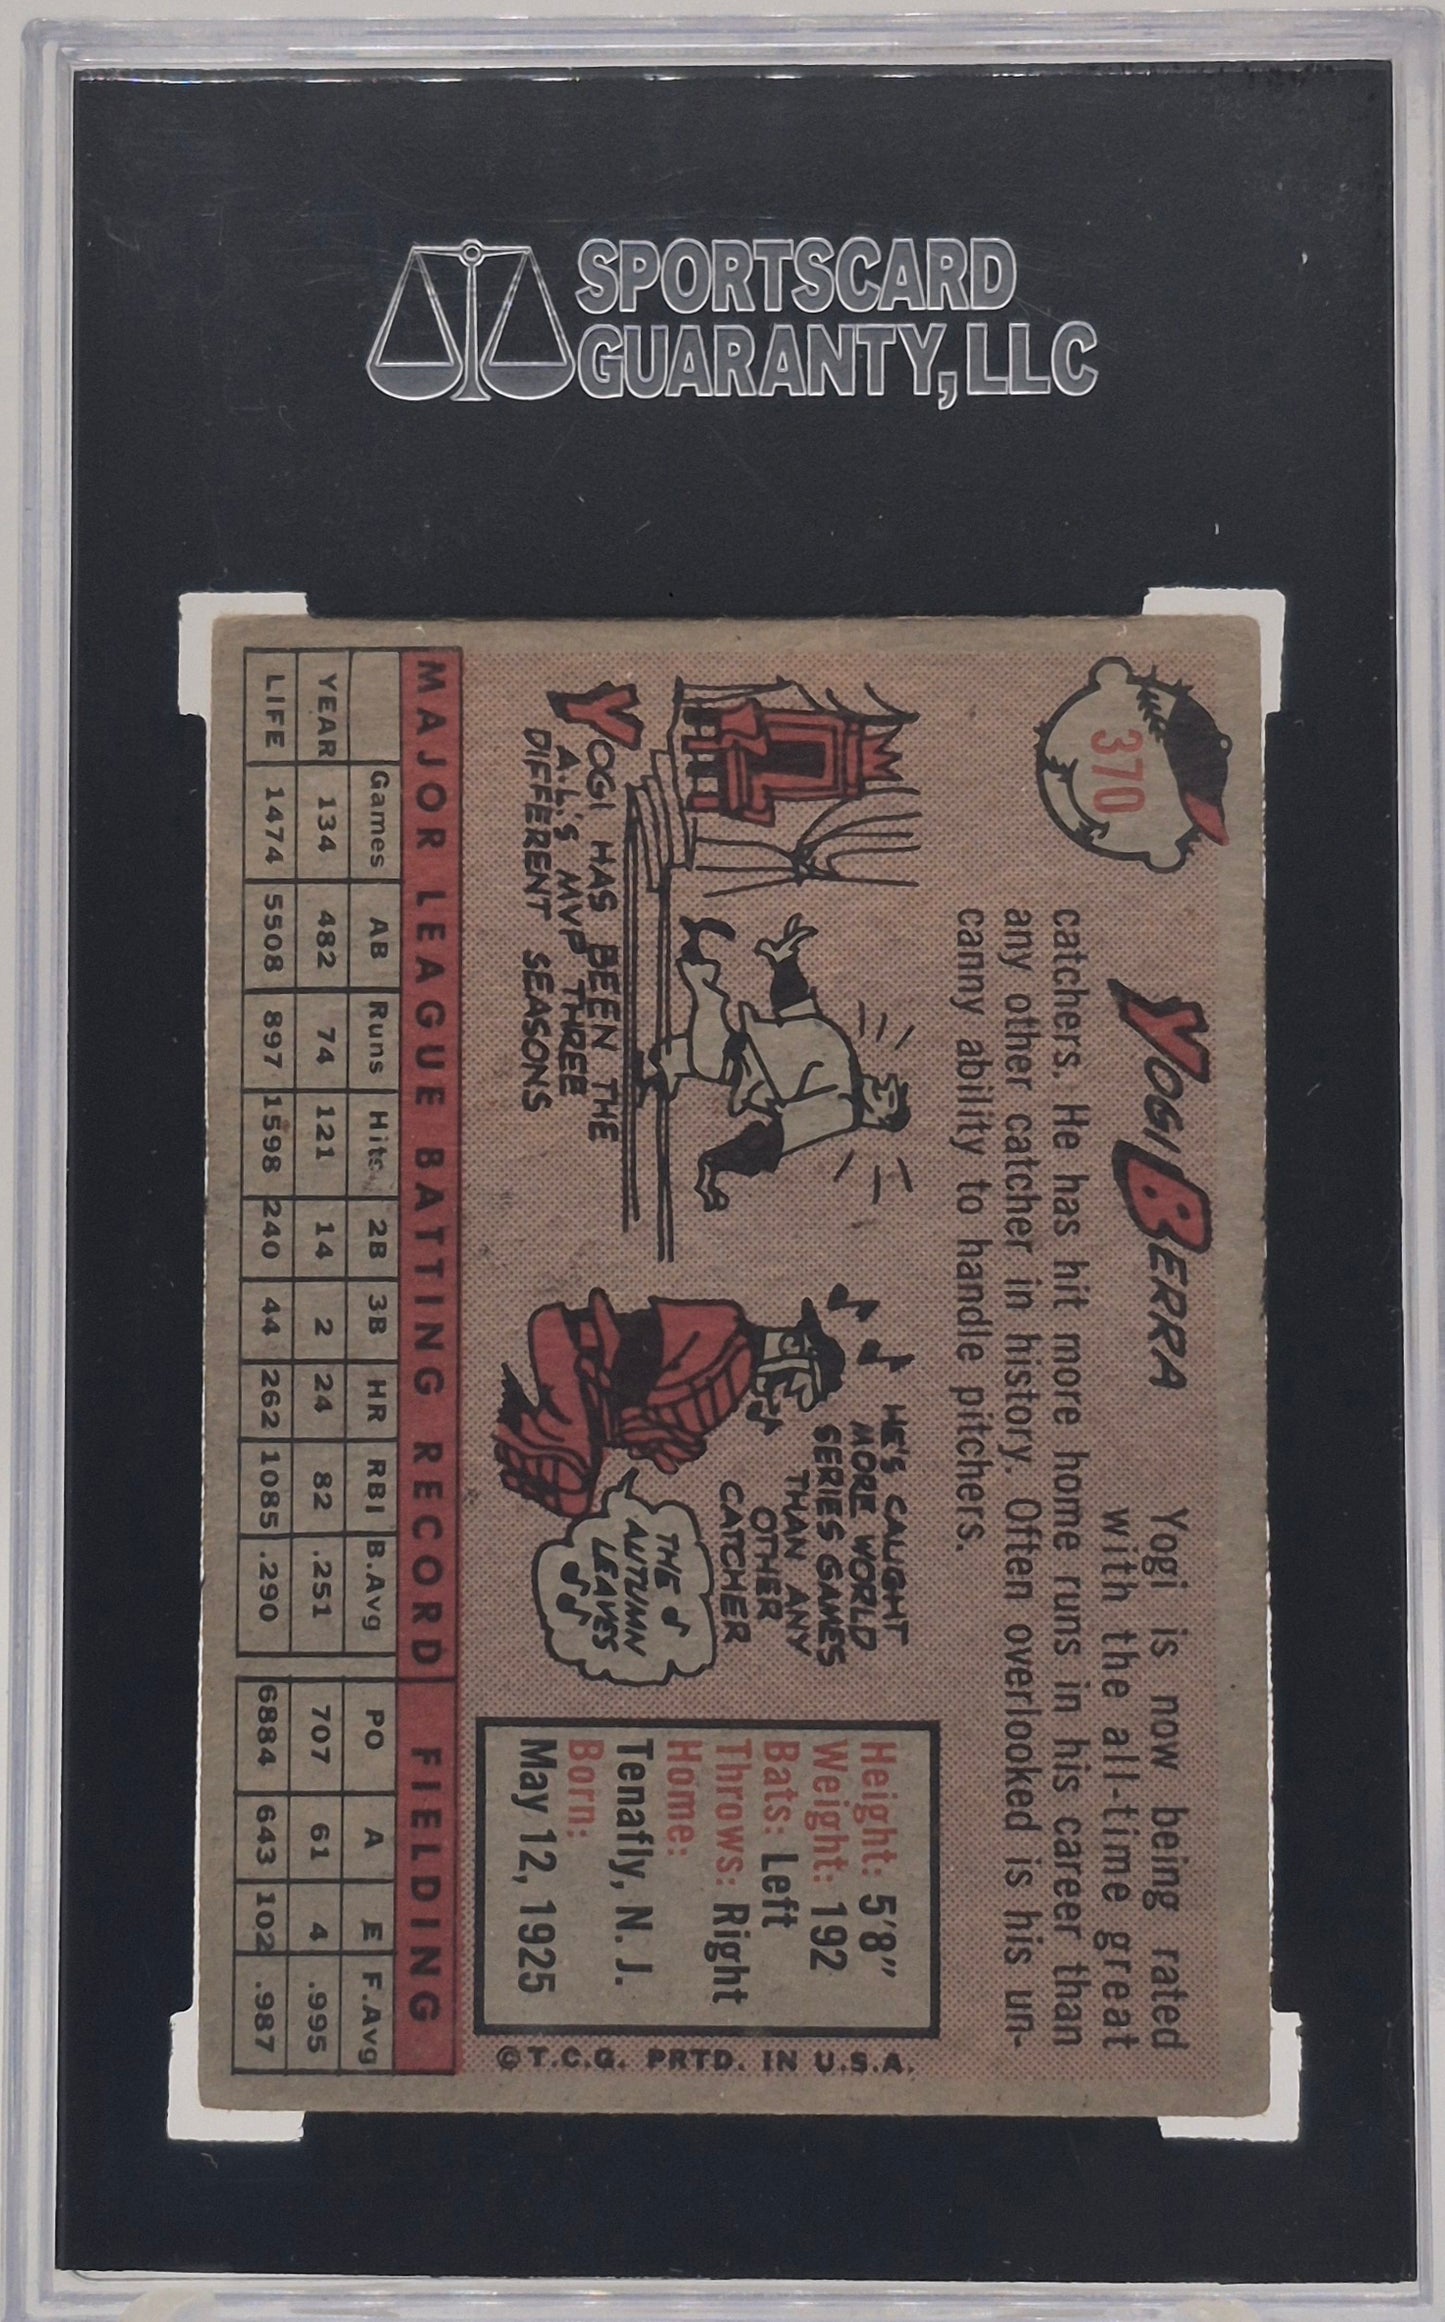 SPORTSCARD
GUARANTY, LLC
370
YOGI BERRA
Yogi is now being rated
with the all-time great
catchers. He has hit more home runs in his career than
any other catcher in history. Often overlooked is his un-
canny ability to handle pitchers.
YOGI HAS BEEN THE
A.L.'S MVP THREE
DIFFERENT SEASONS
HE'S CAUGHT
MORE WORLD
SERIES GAMES
THAN ANY
OTHER
CATCHER
THE
AUTUMN
LEAVES
Height: 5'8"
Weight: 192
Bats: Left
Throws: Right
Home:
Tenafly, N. J.
Born:
May 12, 1925
© T.C.G. PRTD. IN U.S.A.
MAJOR LEAGUE BATTING RECORD FIELDING
Games AB Runs Hits 2B 3B HR RBI B.Avg PO A E F.Avg
YEAR 134 482 74 121 14 2 24 82 .251 707 61 4 .995
LIFE 1474 5508 897 1598 240 44 262 1085 .290 6884 643 102 .987